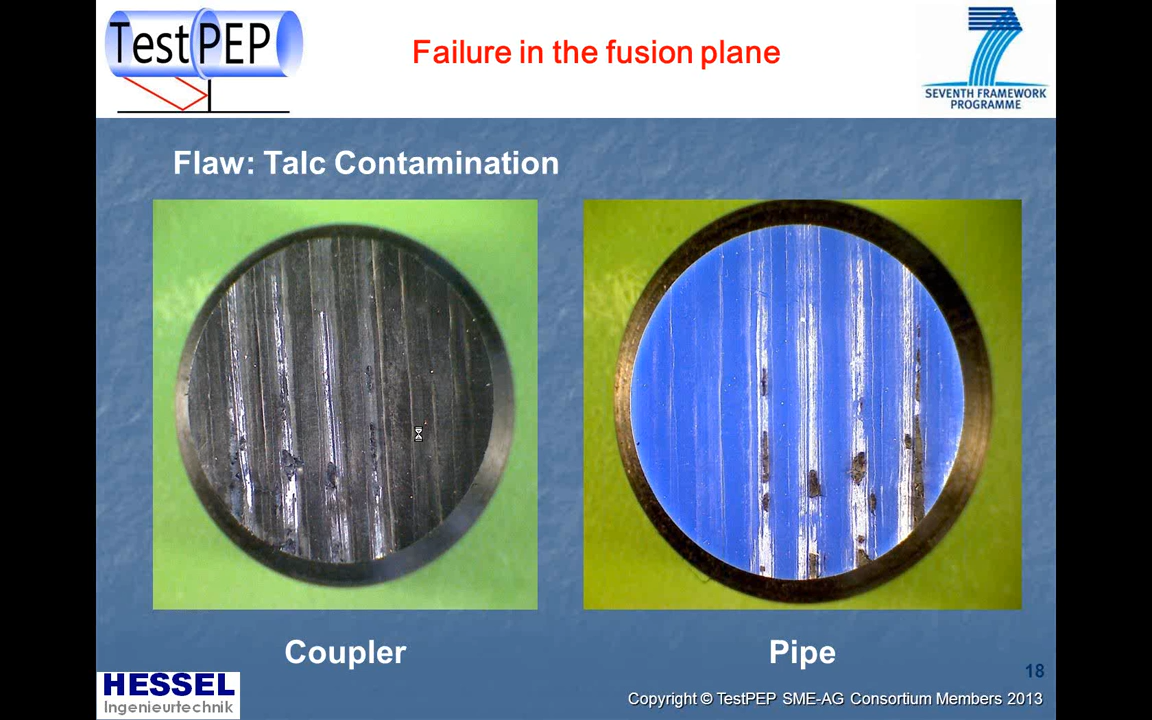 TestPEP
Failure in the fusion plane
7
SEVENTH FRAMEWORK
PROGRAMME
Flaw: Talc Contamination
Coupler
Pipe
18
HESSEL
Ingenieurtechnik
Copyright © TestPEP SME-AG Consortium Members 2013